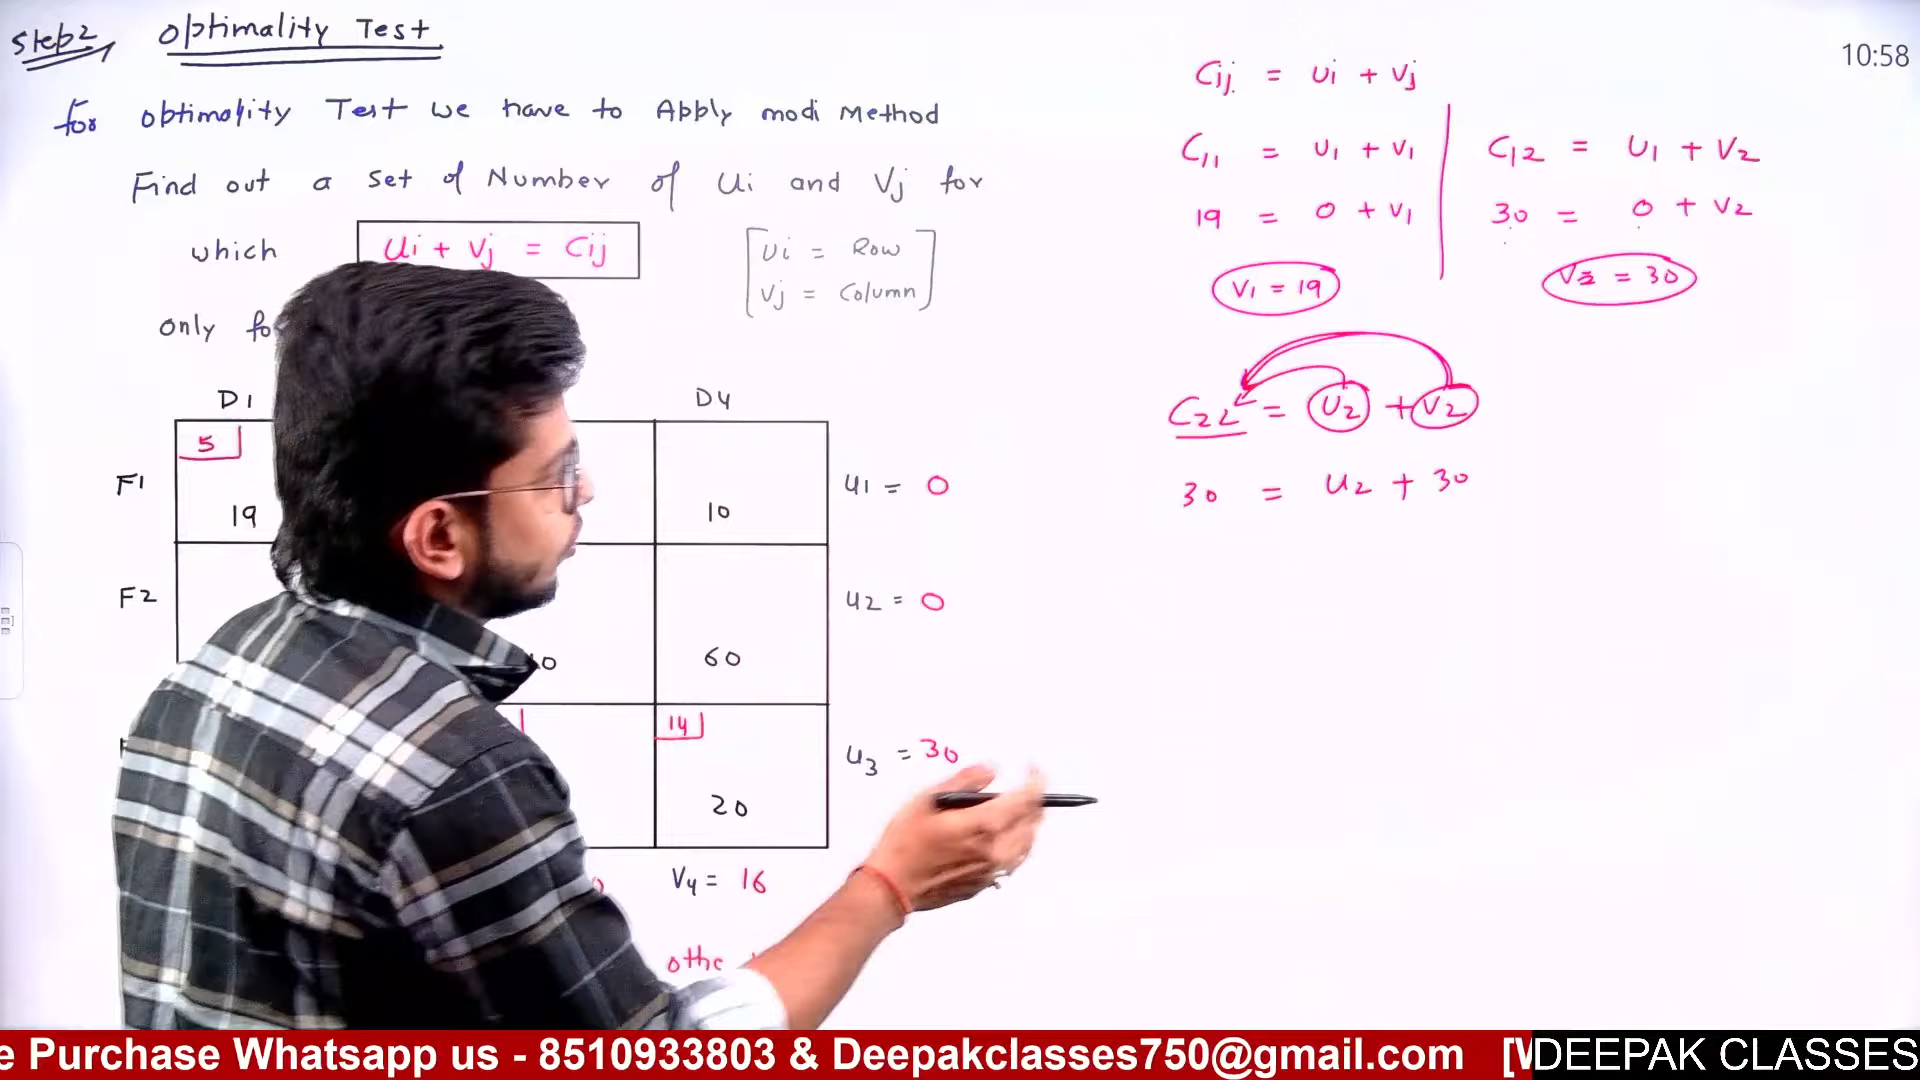 Step2 Optimality Test
10:58
For optimality Test we have to Apply modi Method
Find out a set of Number of Ui and Vj for
which Ui + Vj = Cij
[Ui = Row
Vj = Column]
only
D1 D4
F1 5 19 10 U1 = 0
F2 60 U2 = 0
14 20 U3 = 30
V4 = 16
Cij = Ui + Vj
C11 = U1 + V1
19 = 0 + V1
V1 = 19
C12 = U1 + V2
30 = 0 + V2
V2 = 30
C22 = U2 + V2
30 = U2 + 30
e Purchase Whatsapp us - 8510933803 & Deepakclasses750@gmail.com
DEEPAK CLASSES